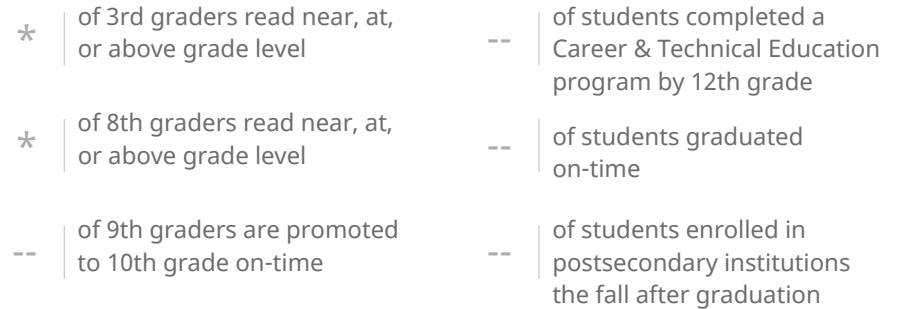 * of 3rd graders read near, at,
or above grade level
* of 8th graders read near, at,
or above grade level
-- of 9th graders are promoted
to 10th grade on-time
-- of students completed a
Career & Technical Education
program by 12th grade
-- of students graduated
on-time
-- of students enrolled in
postsecondary institutions
the fall after graduation